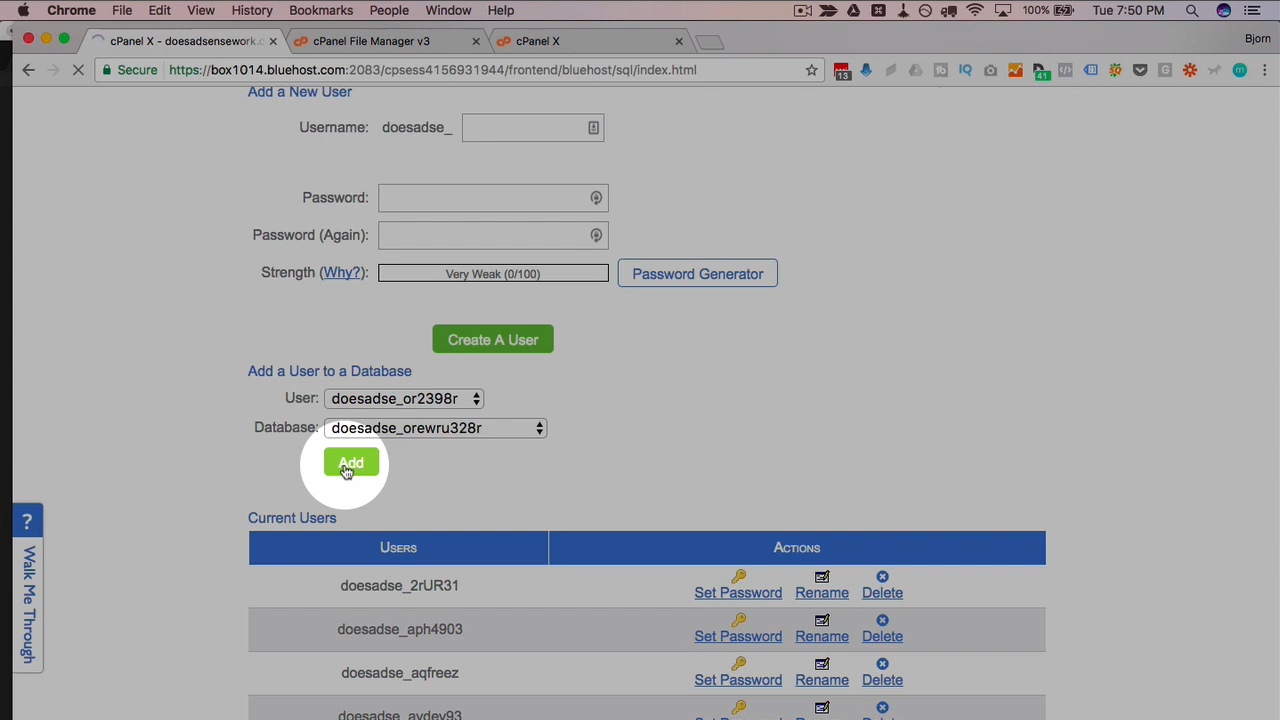 Chrome File Edit View History Bookmarks People Window Help 100% Tue 7:50 PM
cPanel X - doesadsensework. cPanel File Manager v3 cPanel X Bjorn
Secure https://box1014.bluehost.com:2083/cpsess4156931944/frontend/bluehost/sql/index.html 13 41
Add a New User
Username: doesadse_
Password:
Password (Again):
Strength (Why?): Very Weak (0/100) Password Generator
Create A User
Add a User to a Database
User: doesadse_or2398r
Database: doesadse_orewru328r
Add
Current Users
Users Actions
doesadse_2rUR31 Set Password Rename Delete
doesadse_aph4903 Set Password Rename Delete
doesadse_aqfreez Set Password Rename Delete
? Walk Me Through